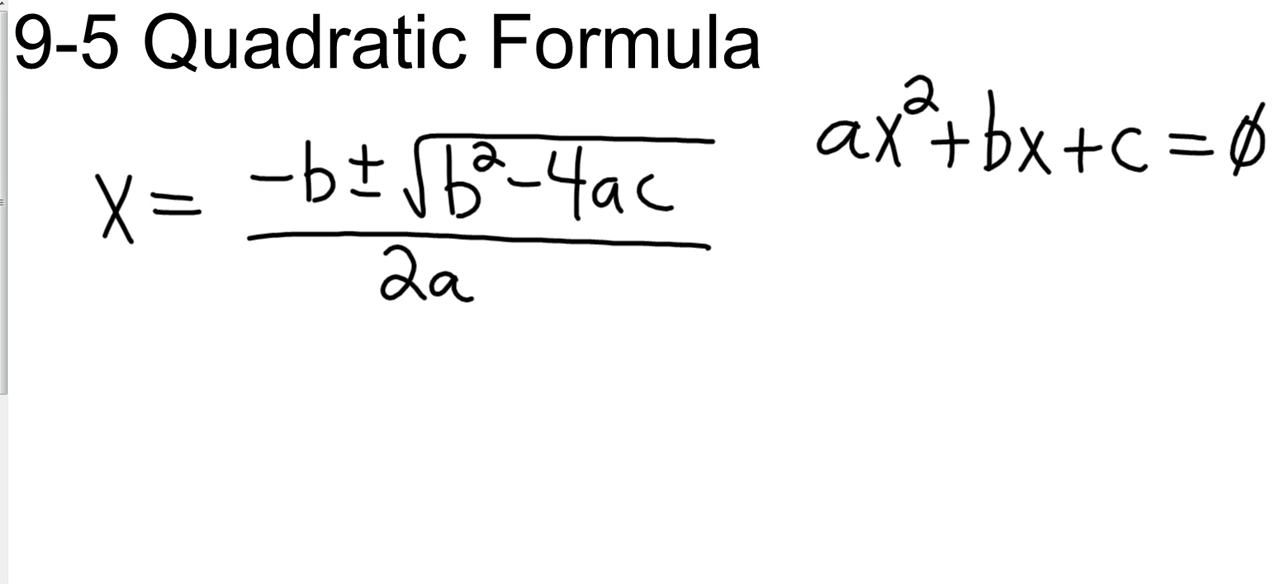 9-5 Quadratic Formula
ax²+bx+c=∅
x= -b±√b²-4ac
2a